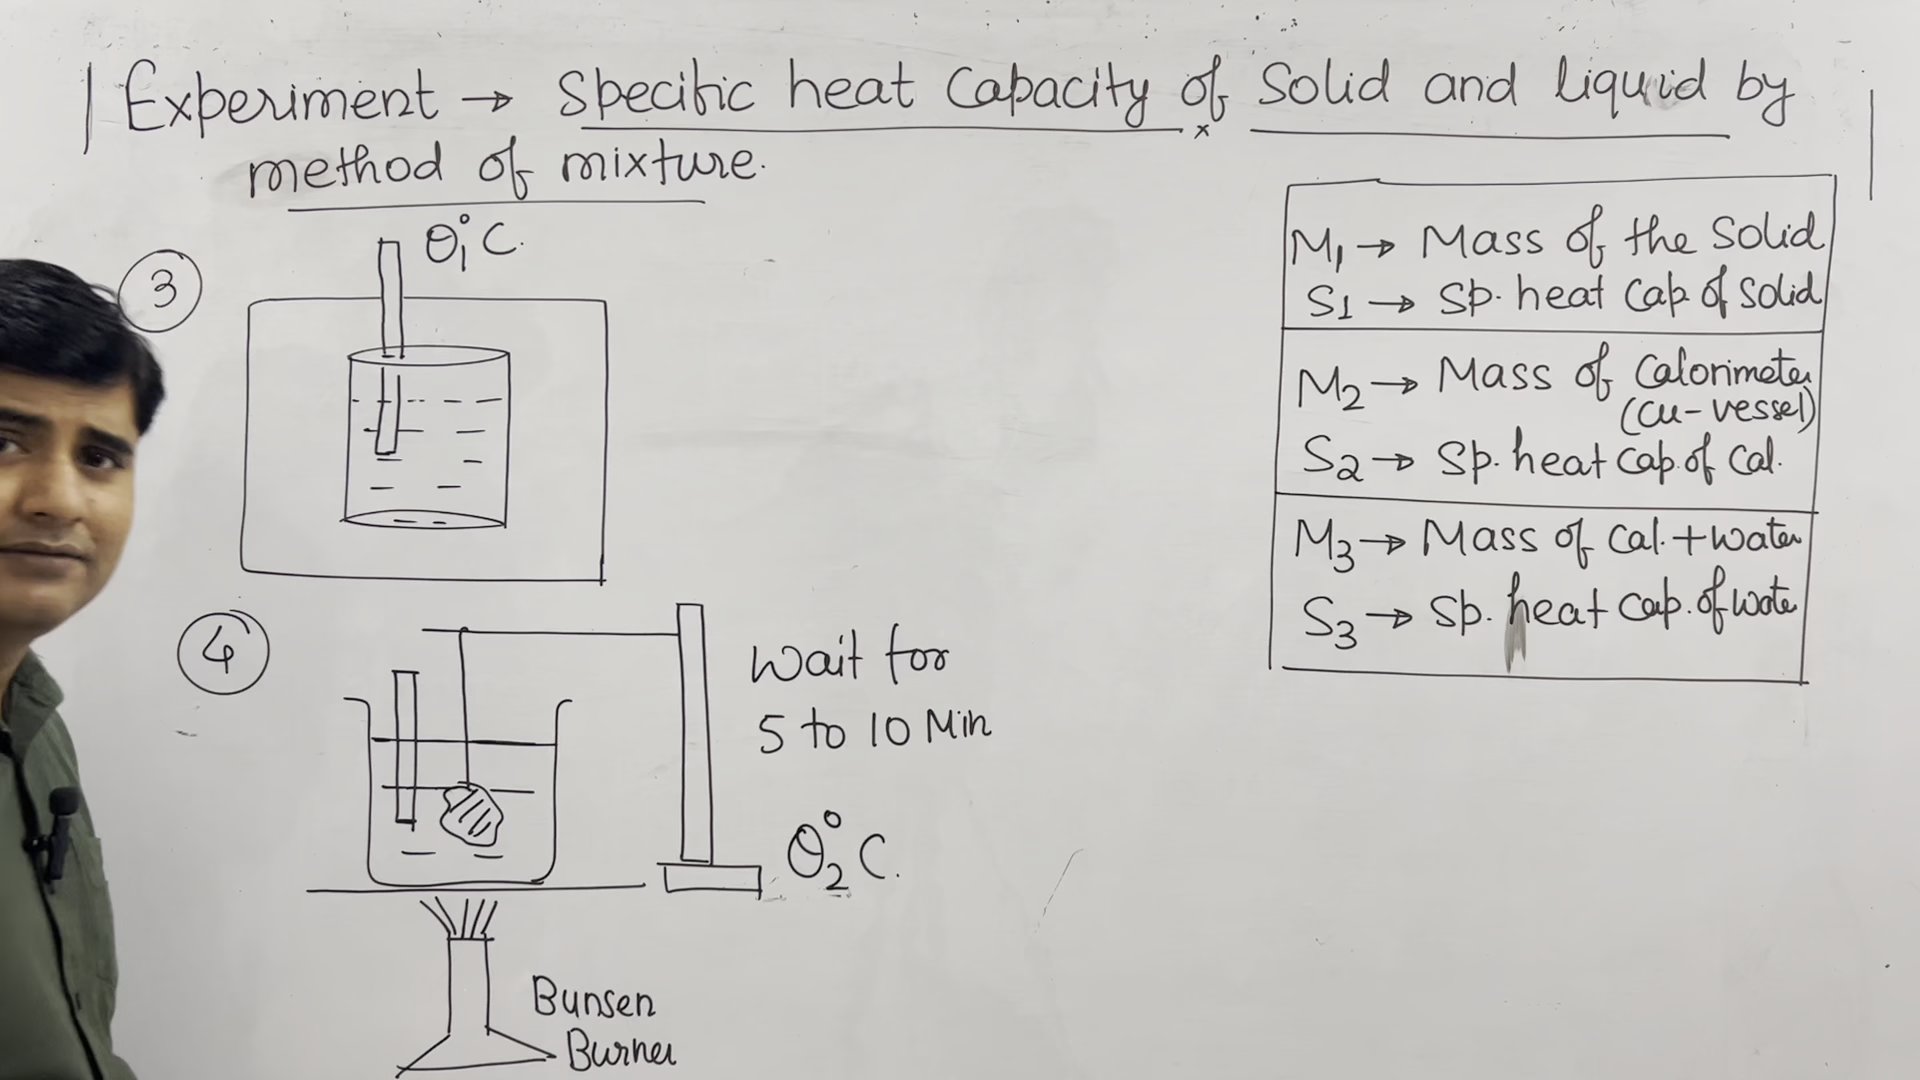 Experiment → Specific heat Capacity of Solid and liquid by
method of mixture.
3
θ₁°C.
M₁ → Mass of the Solid
S1 → Sp. heat Cap. of Solid
M₂ → Mass of Calorimeter
(Cu-vessel)
S₂ → Sp. heat Cap. of Cal.
M₃ → Mass of Cal. + Water
S₃ → Sp. heat Cap. of Water
4
Wait for
5 to 10 Min
θ₂°C.
Bunsen
Burner